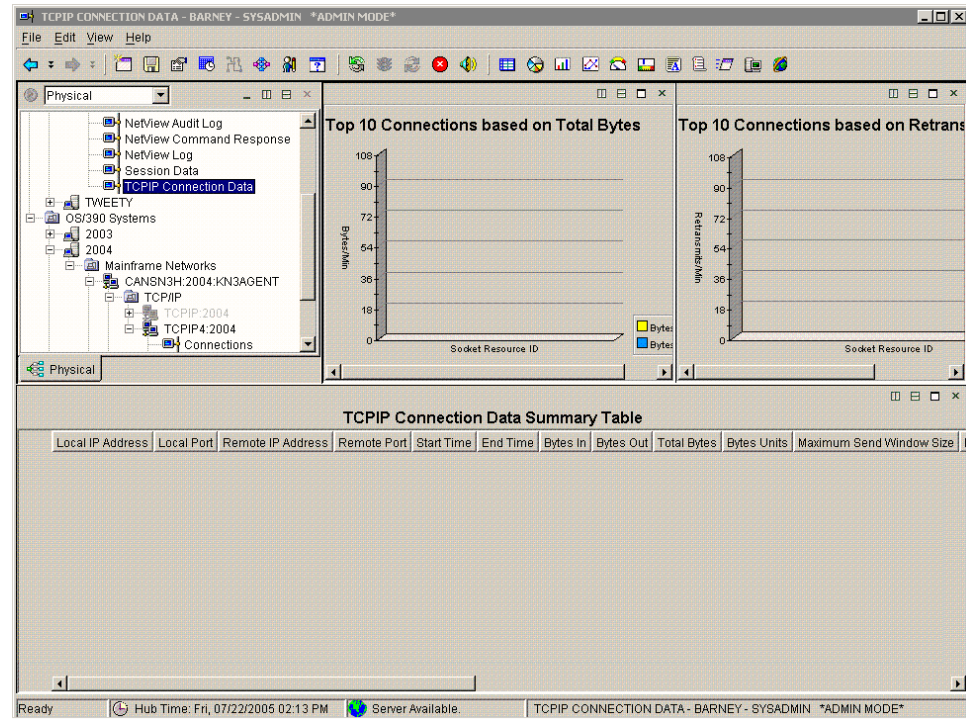 TCPIP CONNECTION DATA - BARNEY - SYSADMIN *ADMIN MODE*
File Edit View Help
Physical
NetView Audit Log
NetView Command Response
NetView Log
Session Data
TCPIP Connection Data
TWEETY
OS/390 Systems
2003
2004
Mainframe Networks
CANSN3H:2004:KN3AGENT
TCP/IP
TCPIP:2004
TCPIP4:2004
Connections
Physical
Top 10 Connections based on Total Bytes
108
90
72
54
36
18
0
Bytes/Min
Socket Resource ID
Bytes
Bytes
Top 10 Connections based on Retrans
108
90
72
54
36
18
0
Retransmits/Min
Socket Resource ID
TCPIP Connection Data Summary Table
Local IP Address Local Port Remote IP Address Remote Port Start Time End Time Bytes In Bytes Out Total Bytes Bytes Units Maximum Send Window Size
Ready Hub Time: Fri, 07/22/2005 02:13 PM Server Available. TCPIP CONNECTION DATA - BARNEY - SYSADMIN *ADMIN MODE*